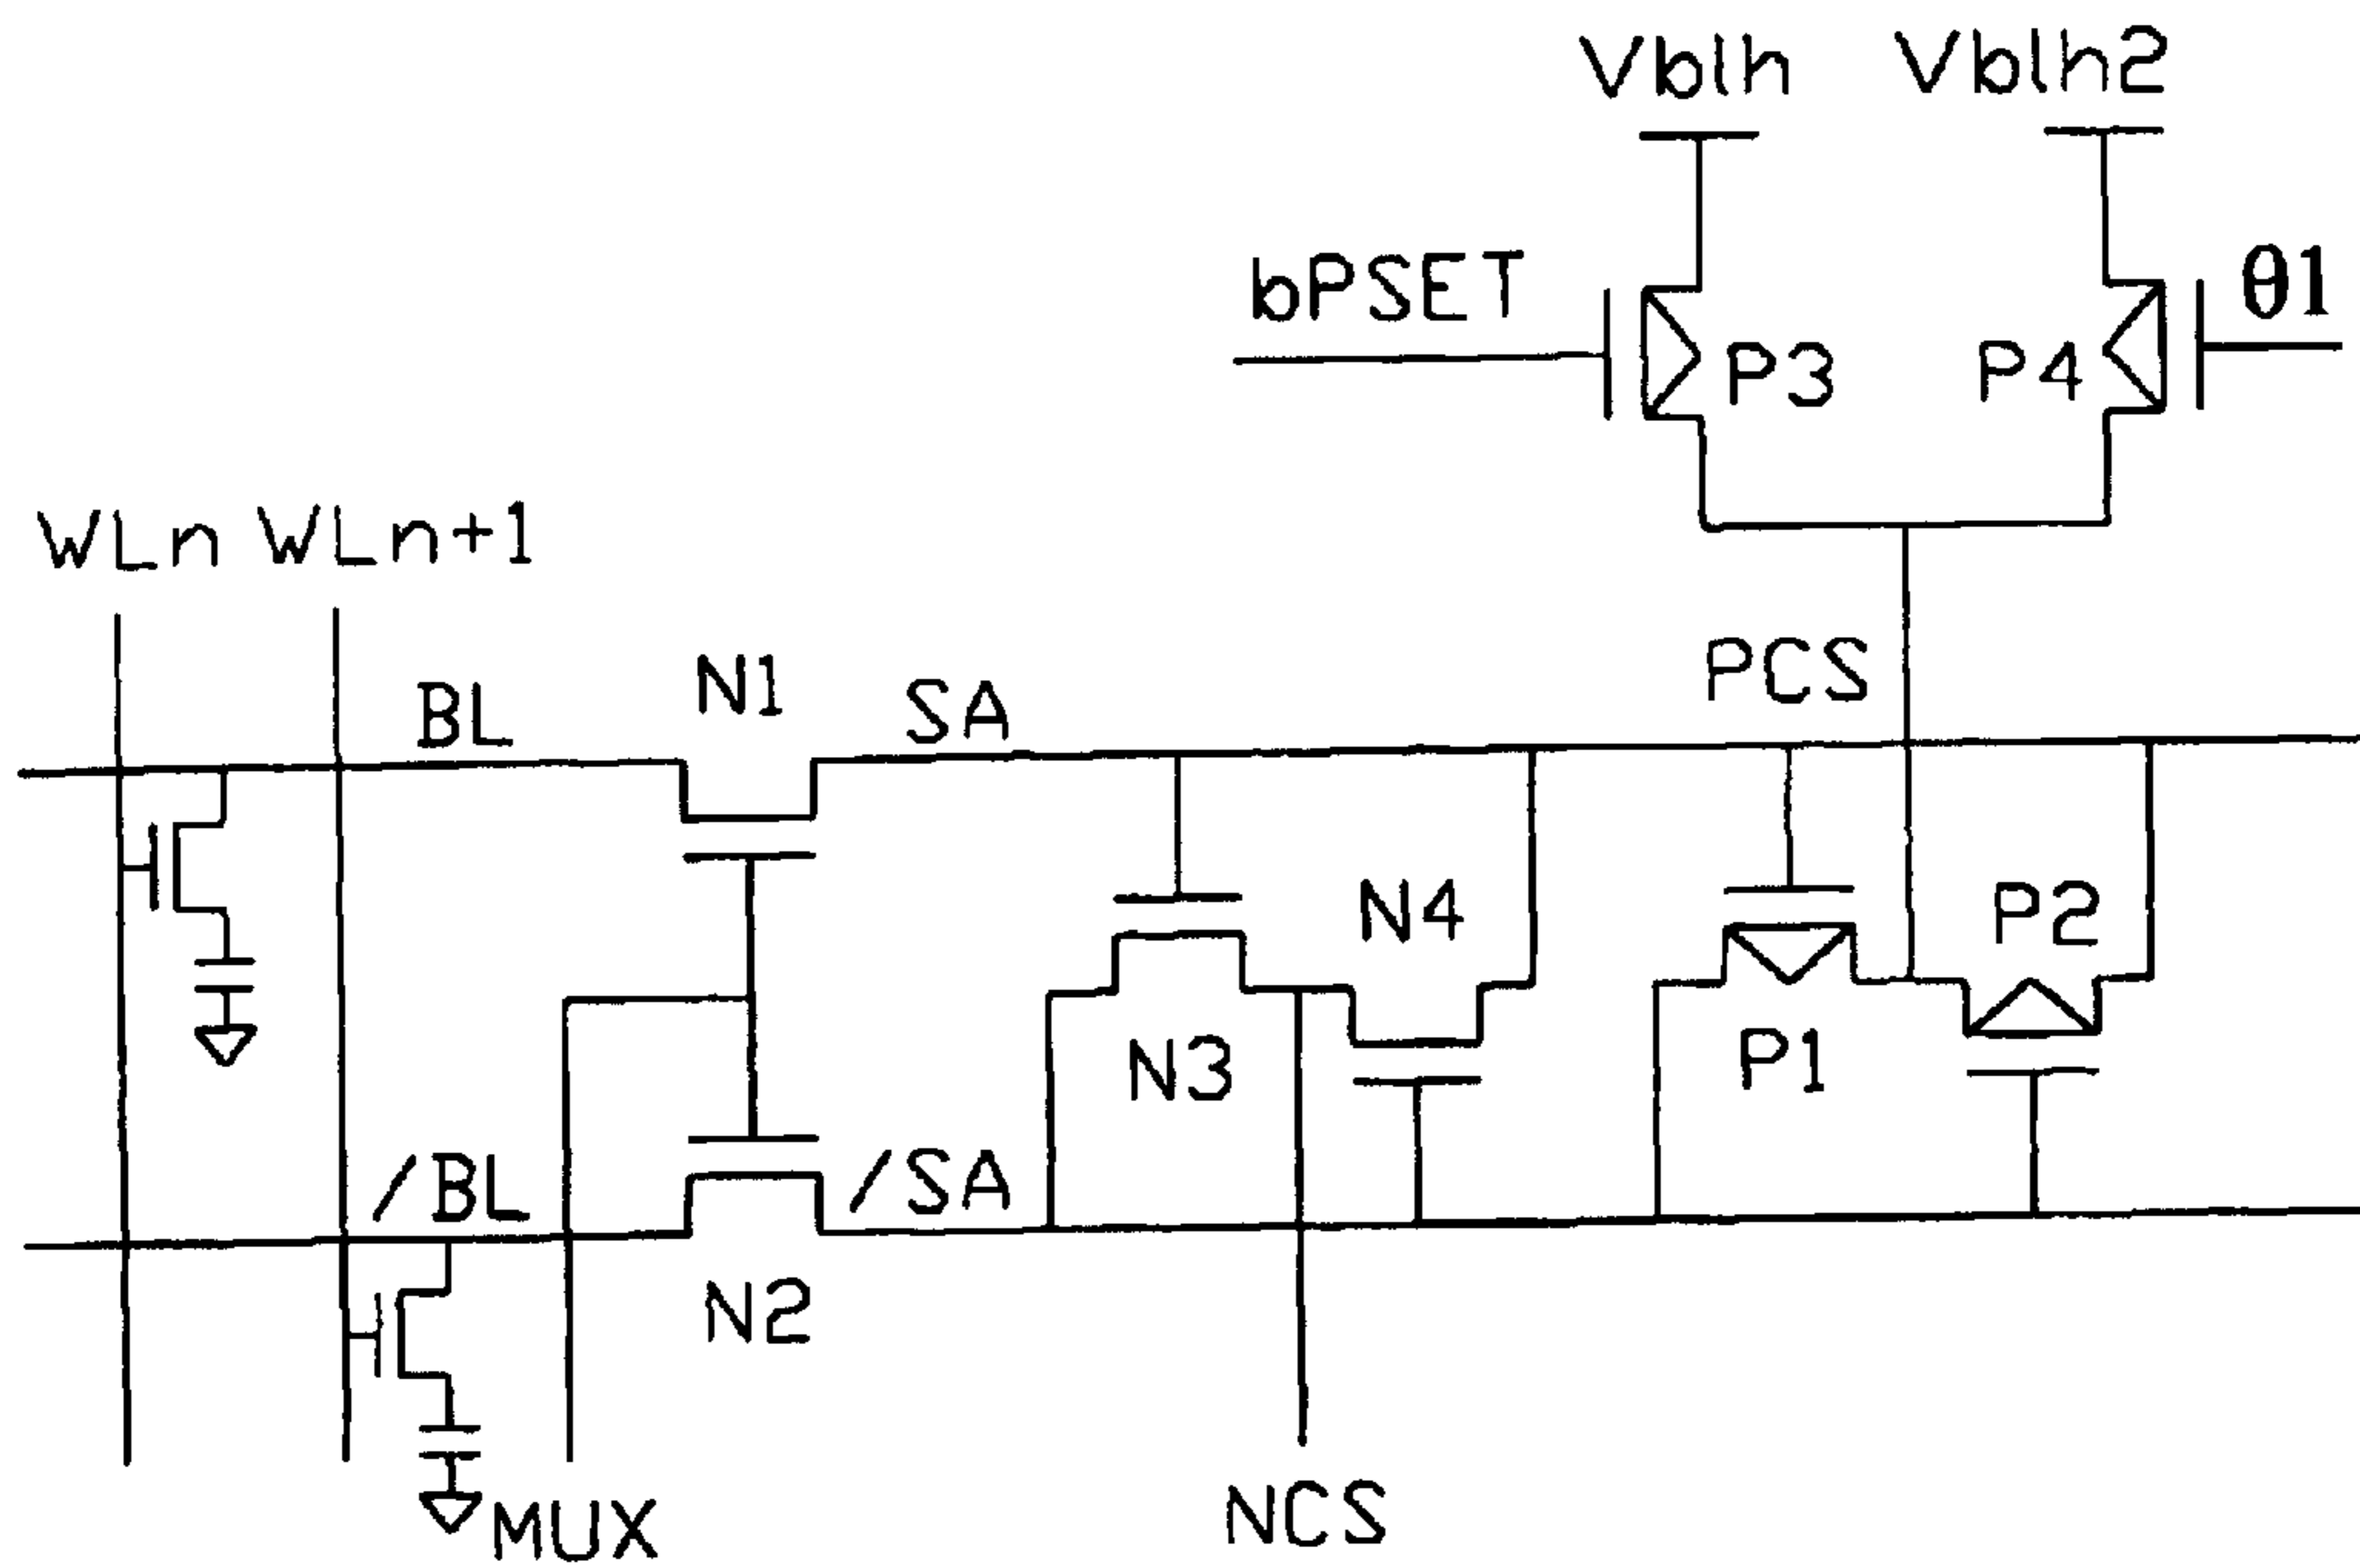 Vblh Vblh2
bPSET θ1
P3 P4
WLn WLn+1
PCS
BL N1 SA
N4 P2
N3 P1
/BL /SA
N2
MUX NCS